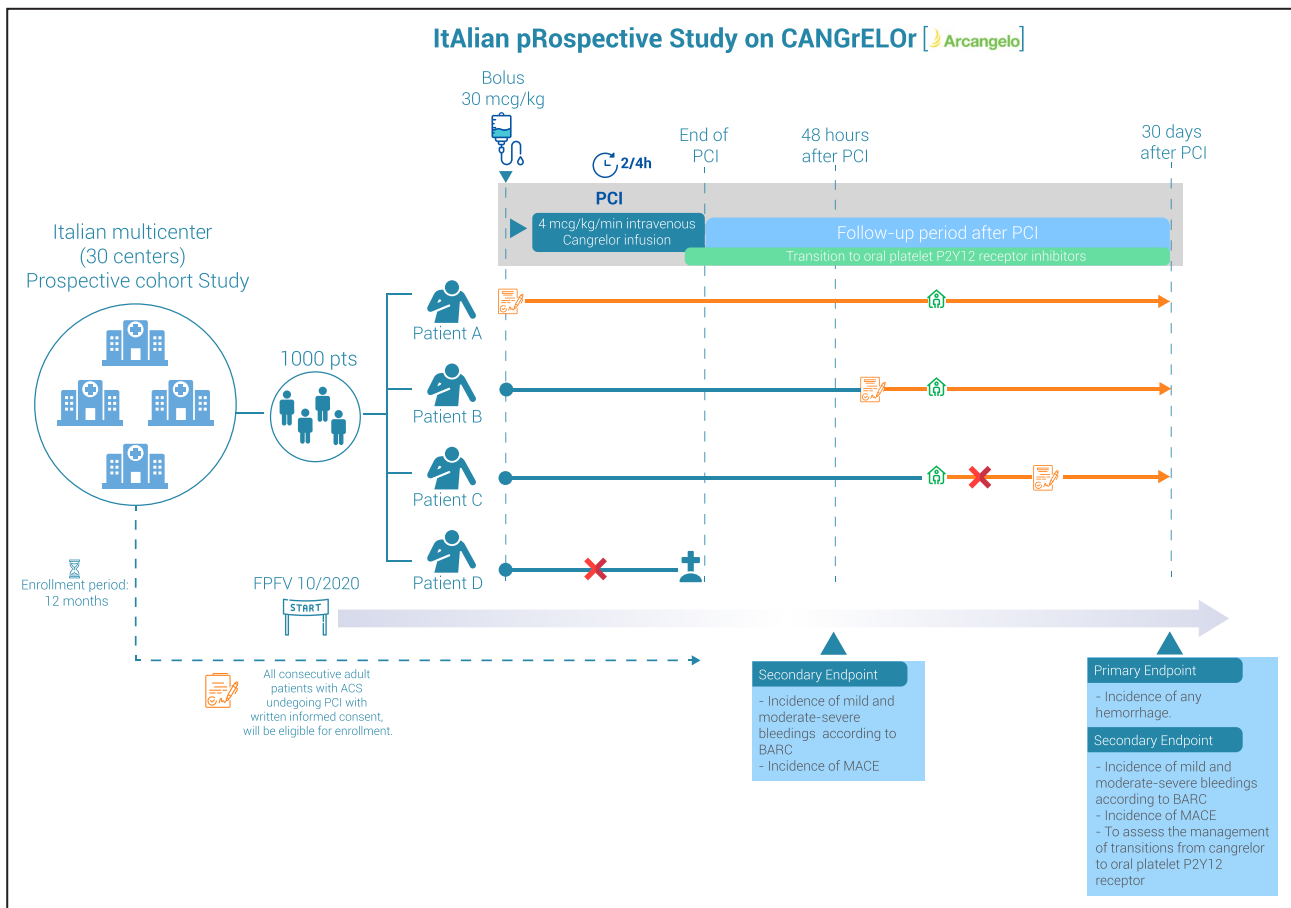 ItAlian pRospective Study on CANGrELOr [Arcangelo]
Bolus
30 mcg/kg
End of
PCI
48 hours
after PCI
30 days
after PCI
2/4h
PCI
4 mcg/kg/min intravenous
Cangrelor infusion
Follow-up period after PCI
Transition to oral platelet P2Y12 receptor inhibitors
Italian multicenter
(30 centers)
Prospective cohort Study
1000 pts
Patient A
Patient B
Patient C
Patient D
Enrollment period:
12 months
FPFV 10/2020
START
All consecutive adult
patients with ACS
undegoing PCI with
written informed consent,
will be eligible for enrollment.
Secondary Endpoint
- Incidence of mild and
moderate-severe
bleedings according to
BARC
- Incidence of MACE
Primary Endpoint
- Incidence of any
hemorrhage.
Secondary Endpoint
- Incidence of mild and
moderate-severe bleedings
according to BARC
- Incidence of MACE
- To assess the management
of transitions from cangrelor
to oral platelet P2Y12
receptor